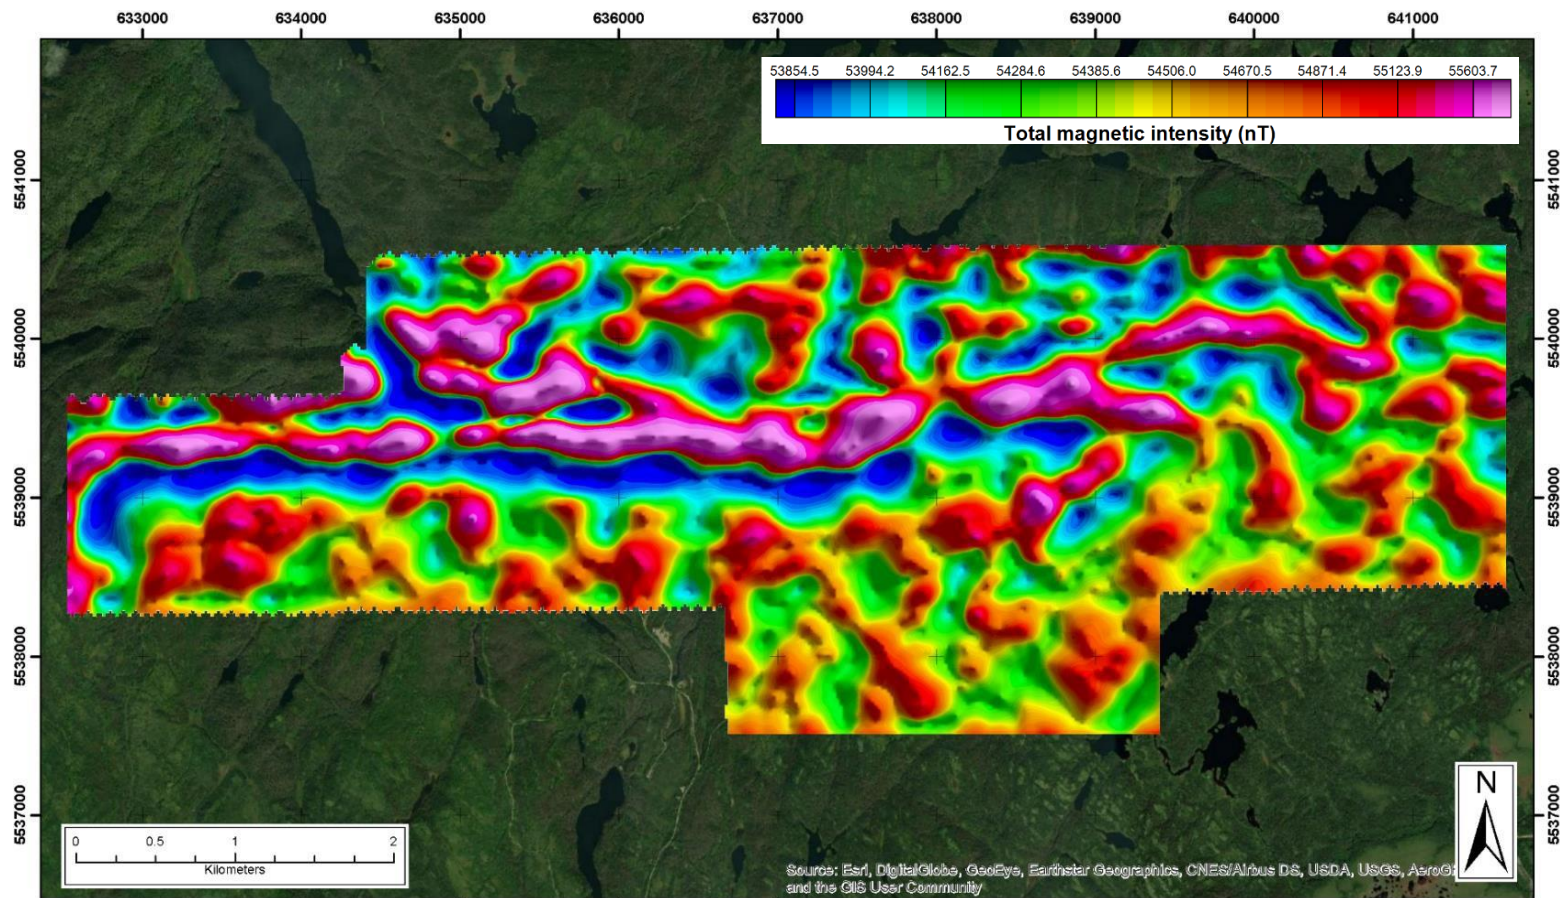 633000 634000 635000 636000 637000 638000 639000 640000 641000
53854.5 53994.2 54162.5 54284.6 54385.6 54506.0 54670.5 54871.4 55123.9 55603.7
Total magnetic intensity (nT)
5541000 5541000
5540000 5540000
5539000 5539000
5538000 5538000
5537000 5537000
N
0 0.5 1 2
Kilometers
Source: Esri, DigitalGlobe, GeoEye, Earthstar Geographics, CNES/Airbus DS, USDA, USGS,
and the GIS User Community